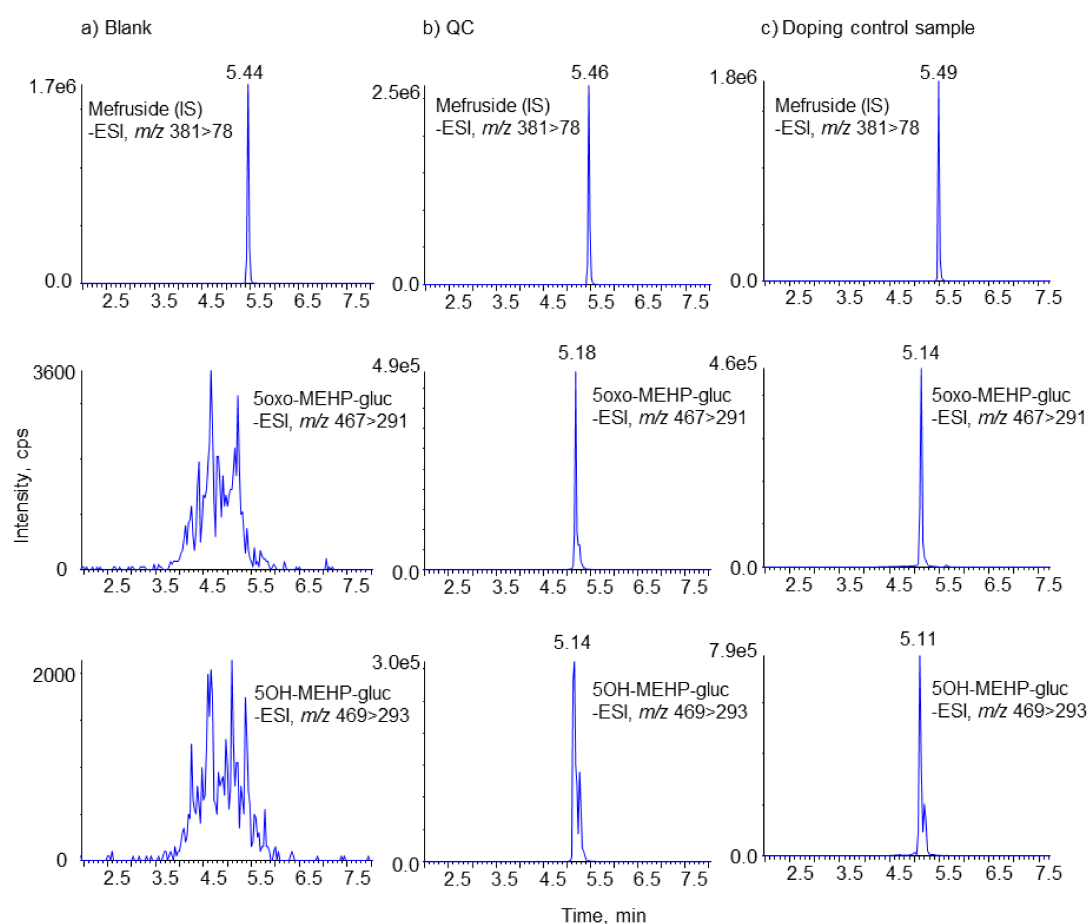 a) Blank
b) QC
c) Doping control sample
5.44
1.7e6
Mefruside (IS)
-ESI, m/z 381>78
0.0
2.5 3.5 4.5 5.5 6.5 7.5
5.46
2.5e6
Mefruside (IS)
-ESI, m/z 381>78
0.0
2.5 3.5 4.5 5.5 6.5 7.5
5.49
1.8e6
Mefruside (IS)
-ESI, m/z 381>78
0.0
2.5 3.5 4.5 5.5 6.5 7.5
Intensity, cps
3600
5oxo-MEHP-gluc
-ESI, m/z 467>291
0
2.5 3.5 4.5 5.5 6.5 7.5
5.18
4.9e5
5oxo-MEHP-gluc
-ESI, m/z 467>291
0.0
2.5 3.5 4.5 5.5 6.5 7.5
5.14
4.6e5
5oxo-MEHP-gluc
-ESI, m/z 467>291
0.0
2.5 3.5 4.5 5.5 6.5 7.5
2000
5OH-MEHP-gluc
-ESI, m/z 469>293
0
2.5 3.5 4.5 5.5 6.5 7.5
5.14
3.0e5
5OH-MEHP-gluc
-ESI, m/z 469>293
0.0
2.5 3.5 4.5 5.5 6.5 7.5
5.11
7.9e5
5OH-MEHP-gluc
-ESI, m/z 469>293
0.0
2.5 3.5 4.5 5.5 6.5 7.5
Time, min